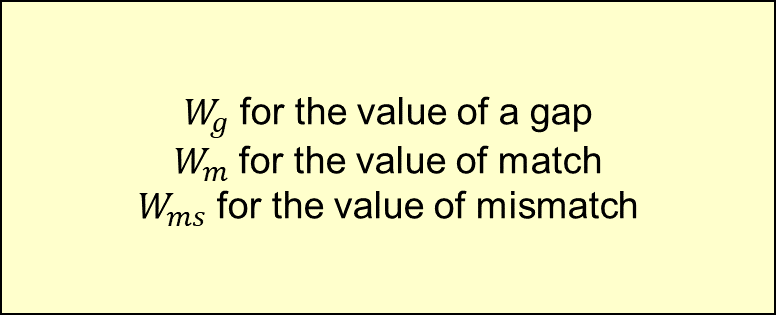 W_g for the value of a gap
W_m for the value of match
W_ms for the value of mismatch